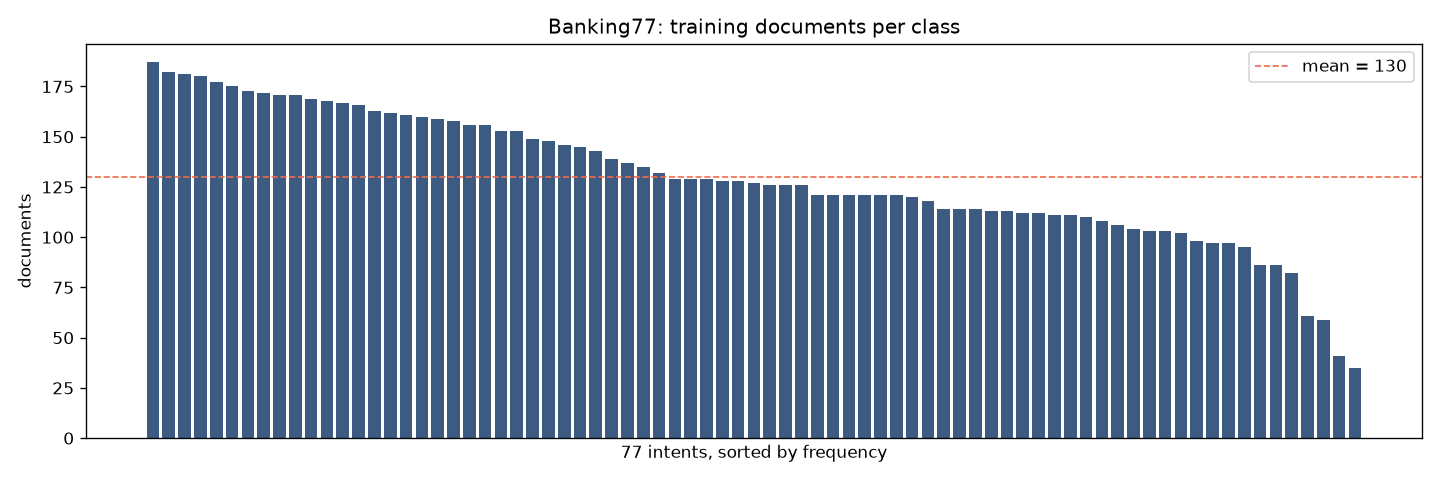 Banking77: training documents per class
mean = 130
175
150
125
100
75
50
25
0
documents
77 intents, sorted by frequency